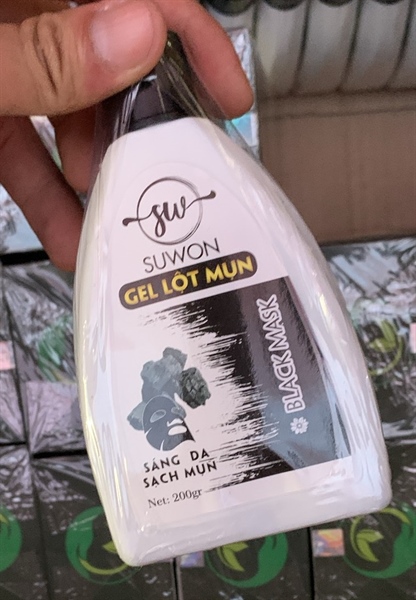 sw
SUWON
GEL LỘT MỤN
BLACK MASK
SÁNG DA
SẠCH MỤN
Net: 200gr